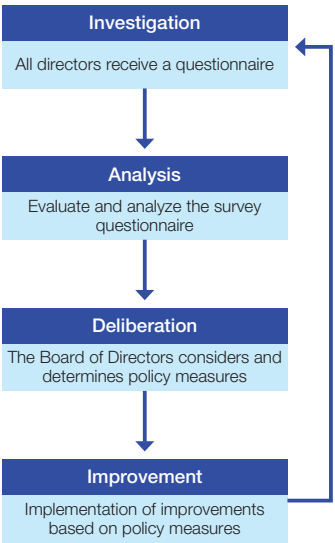 Investigation
All directors receive a questionnaire
Analysis
Evaluate and analyze the survey
questionnaire
Deliberation
The Board of Directors considers and
determines policy measures
Improvement
Implementation of improvements
based on policy measures